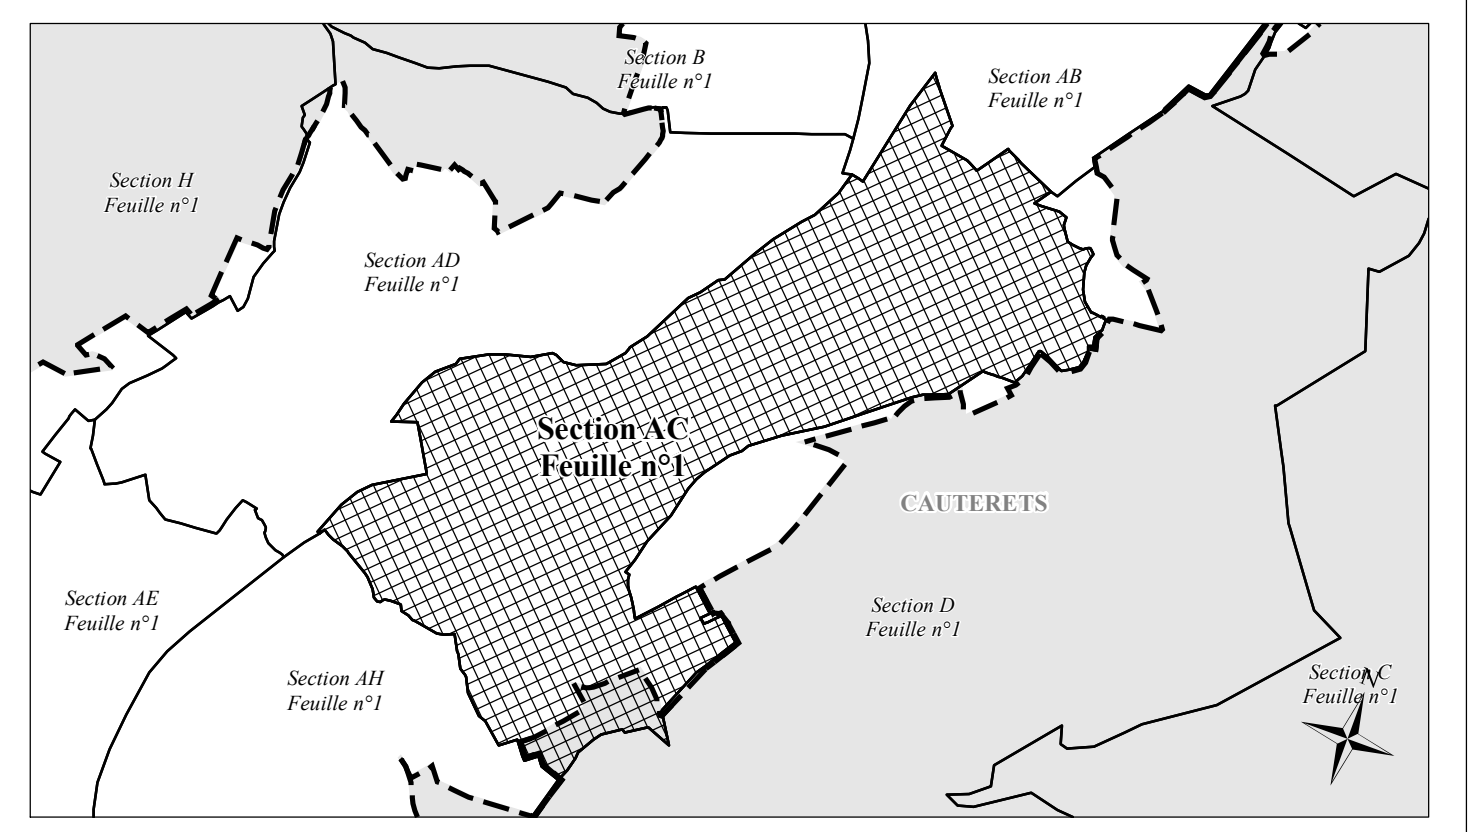 Section B
Feuille n°1
Section AB
Feuille n°1
Section H
Feuille n°1
Section AD
Feuille n°1
Section AC
Feuille n°1
CAUTERETS
Section AE
Feuille n°1
Section D
Feuille n°1
Section AH
Feuille n°1
Section C
Feuille n°1
N